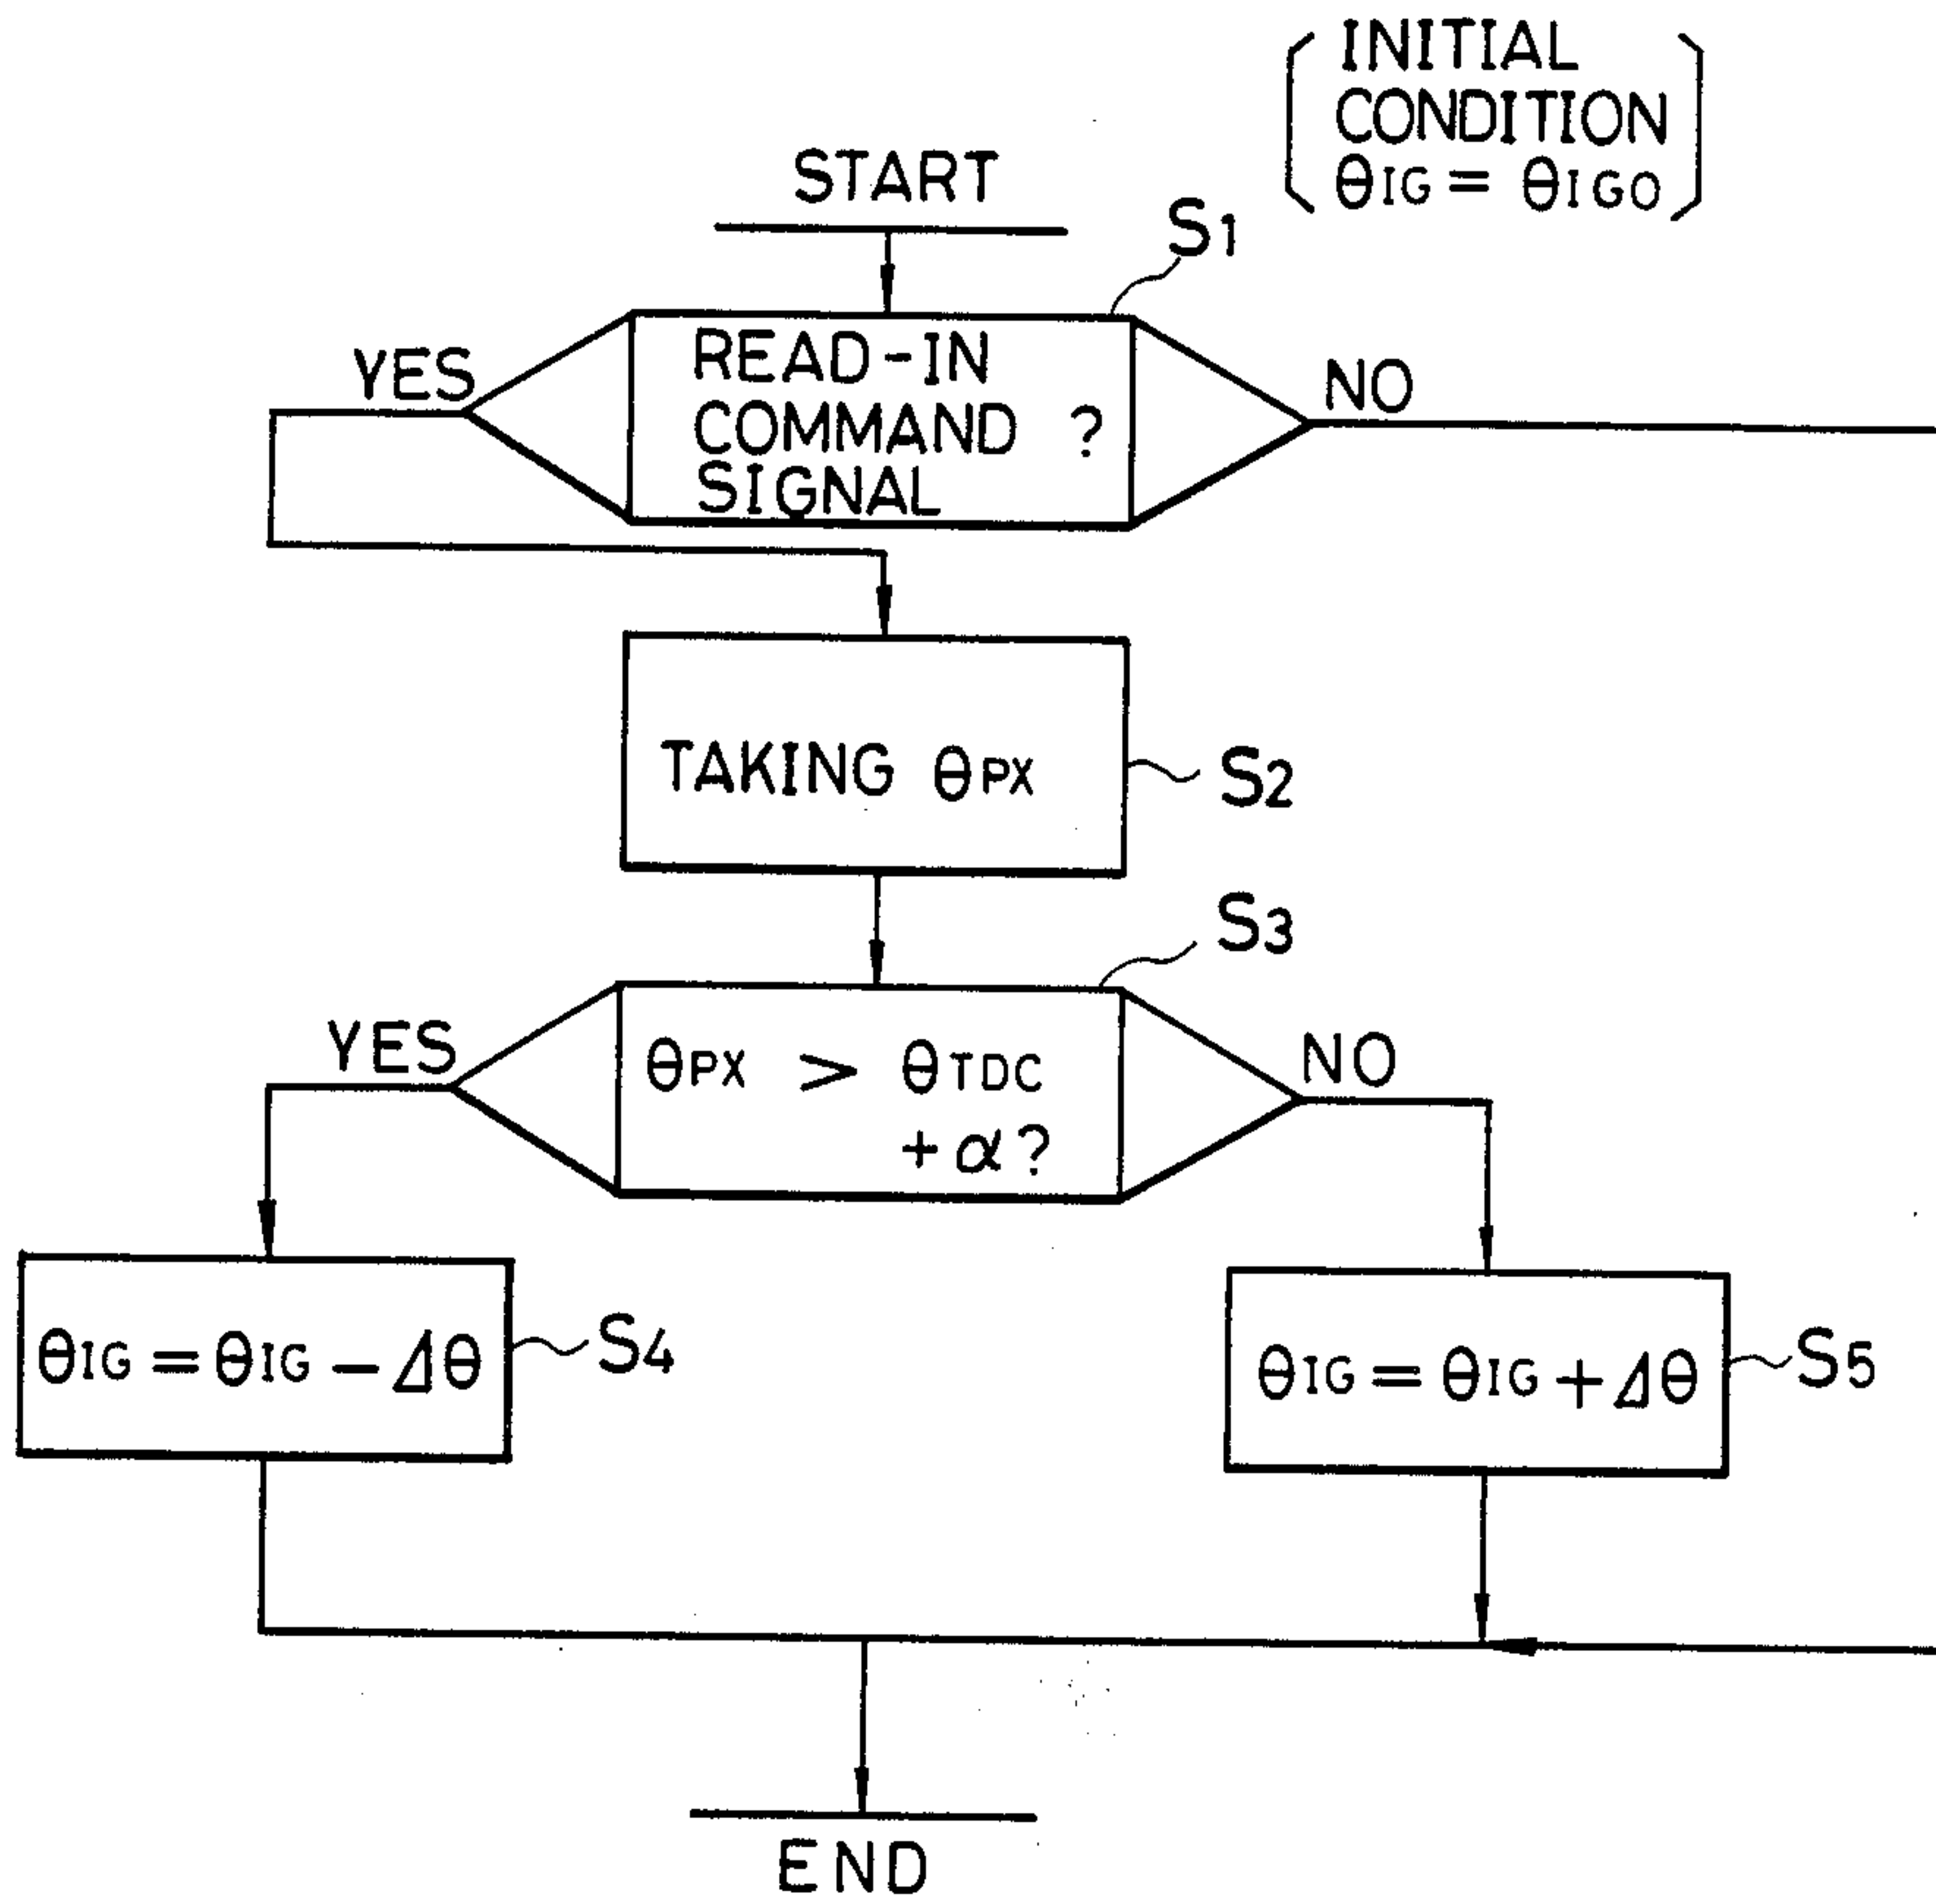 INITIAL
CONDITION
θIG = θIGO
START
S1
READ-IN
COMMAND ?
SIGNAL
YES
NO
TAKING θPX
S2
S3
θPX > θTDC
+ α?
YES
NO
θIG = θIG - Δθ
S4
θIG = θIG + Δθ
S5
END